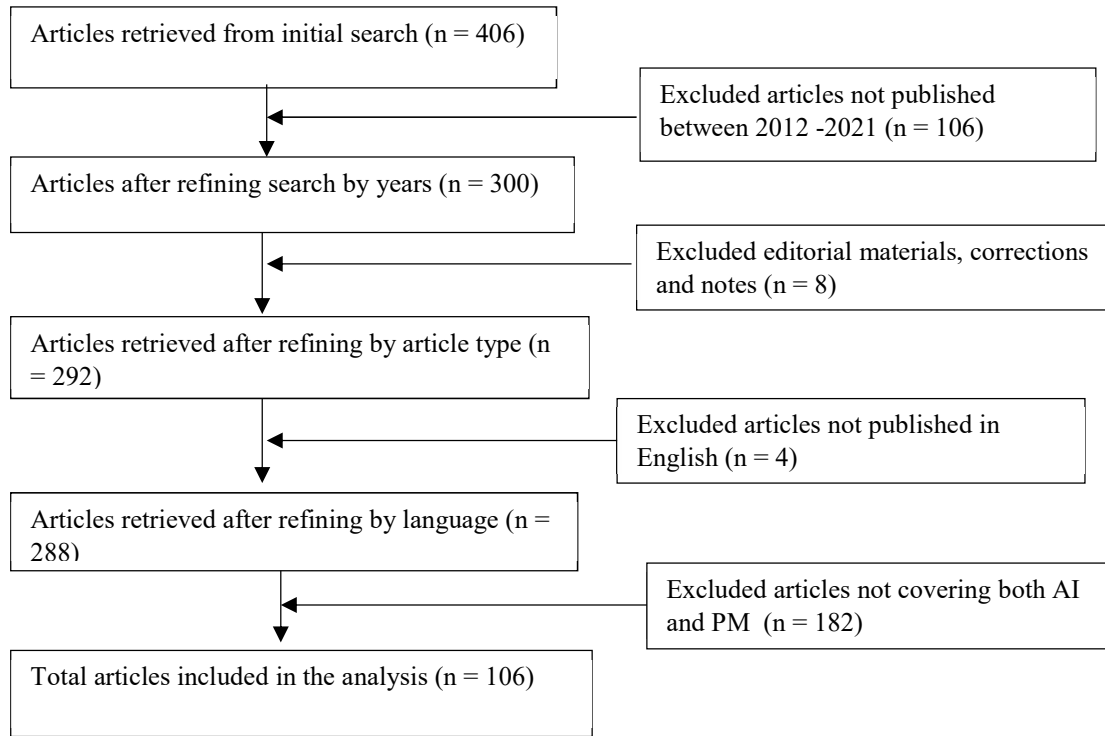 Articles retrieved from initial search (n = 406)
Excluded articles not published
between 2012 -2021 (n = 106)
Articles after refining search by years (n = 300)
Excluded editorial materials, corrections
and notes (n = 8)
Articles retrieved after refining by article type (n
= 292)
Excluded articles not published in
English (n = 4)
Articles retrieved after refining by language (n =
288)
Excluded articles not covering both AI
and PM  (n = 182)
Total articles included in the analysis (n = 106)